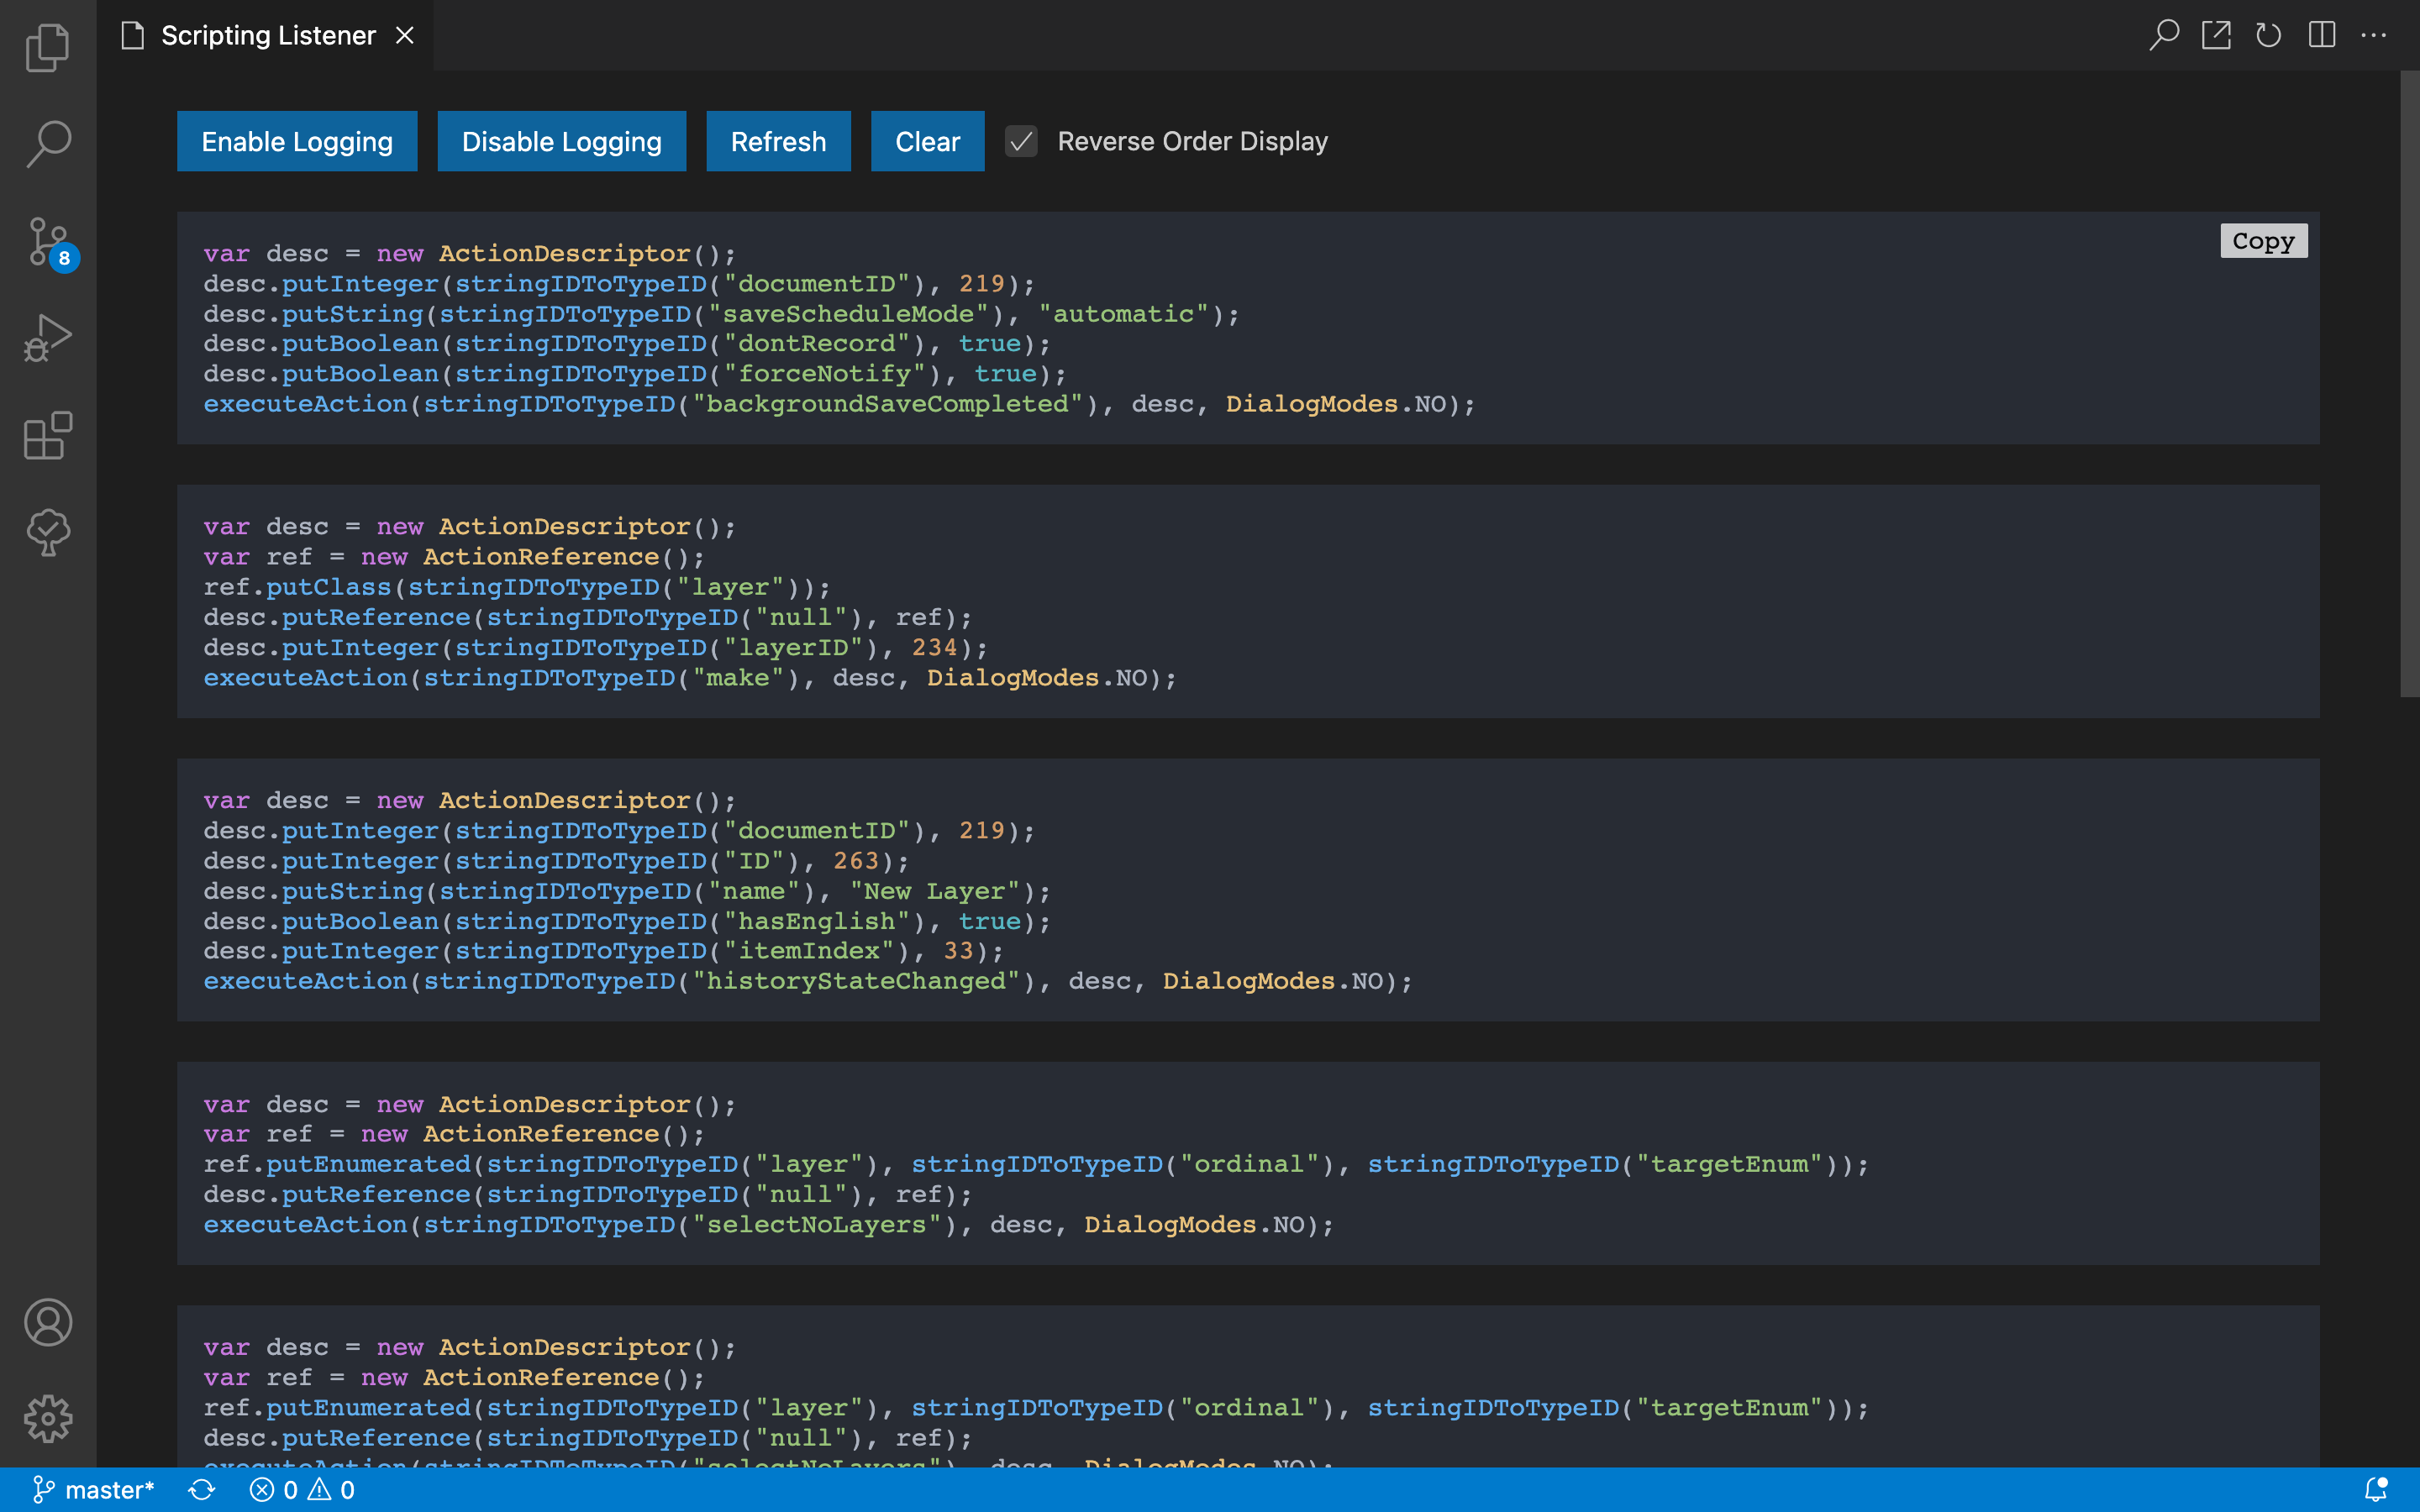 Scripting Listener
Enable Logging
Disable Logging
Refresh
Clear
Reverse Order Display
Copy
var desc = new ActionDescriptor();
desc.putInteger(stringIDToTypeID("documentID"), 219);
desc.putString(stringIDToTypeID("saveScheduleMode"), "automatic");
desc.putBoolean(stringIDToTypeID("dontRecord"), true);
desc.putBoolean(stringIDToTypeID("forceNotify"), true);
executeAction(stringIDToTypeID("backgroundSaveCompleted"), desc, DialogModes.NO);
var desc = new ActionDescriptor();
var ref = new ActionReference();
ref.putClass(stringIDToTypeID("layer"));
desc.putReference(stringIDToTypeID("null"), ref);
desc.putInteger(stringIDToTypeID("layerID"), 234);
executeAction(stringIDToTypeID("make"), desc, DialogModes.NO);
var desc = new ActionDescriptor();
desc.putInteger(stringIDToTypeID("documentID"), 219);
desc.putInteger(stringIDToTypeID("ID"), 263);
desc.putString(stringIDToTypeID("name"), "New Layer");
desc.putBoolean(stringIDToTypeID("hasEnglish"), true);
desc.putInteger(stringIDToTypeID("itemIndex"), 33);
executeAction(stringIDToTypeID("historyStateChanged"), desc, DialogModes.NO);
var desc = new ActionDescriptor();
var ref = new ActionReference();
ref.putEnumerated(stringIDToTypeID("layer"), stringIDToTypeID("ordinal"), stringIDToTypeID("targetEnum"));
desc.putReference(stringIDToTypeID("null"), ref);
executeAction(stringIDToTypeID("selectNoLayers"), desc, DialogModes.NO);
var desc = new ActionDescriptor();
var ref = new ActionReference();
ref.putEnumerated(stringIDToTypeID("layer"), stringIDToTypeID("ordinal"), stringIDToTypeID("targetEnum"));
desc.putReference(stringIDToTypeID("null"), ref);
executeAction(stringIDToTypeID("selectNoLayers"), desc, DialogModes.NO);
8
master*
0
0